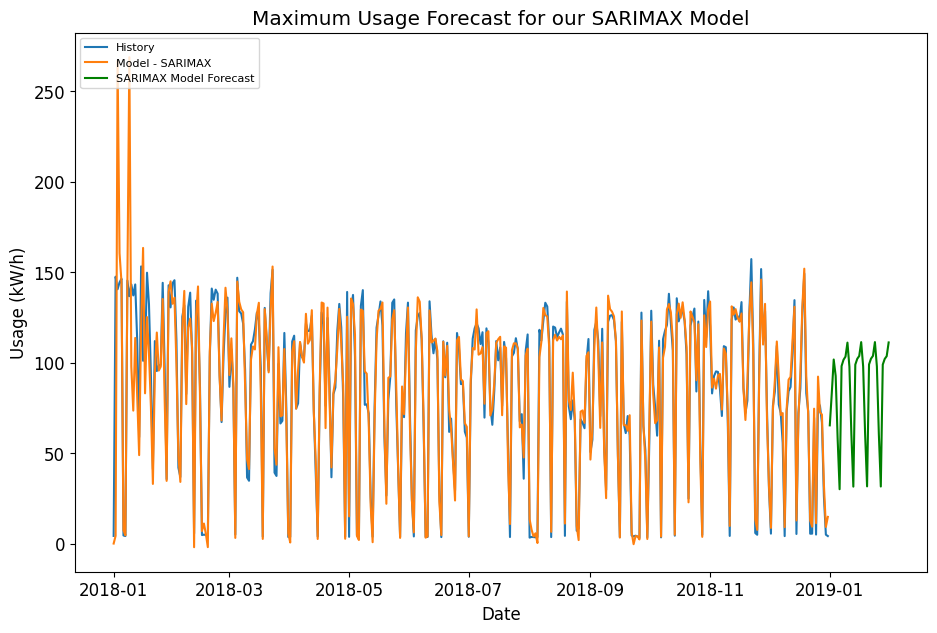 Maximum Usage Forecast for our SARIMAX Model
History
Model - SARIMAX
SARIMAX Model Forecast
250
200
150
100
50
0
Usage (kW/h)
2018-01 2018-03 2018-05 2018-07 2018-09 2018-11 2019-01
Date